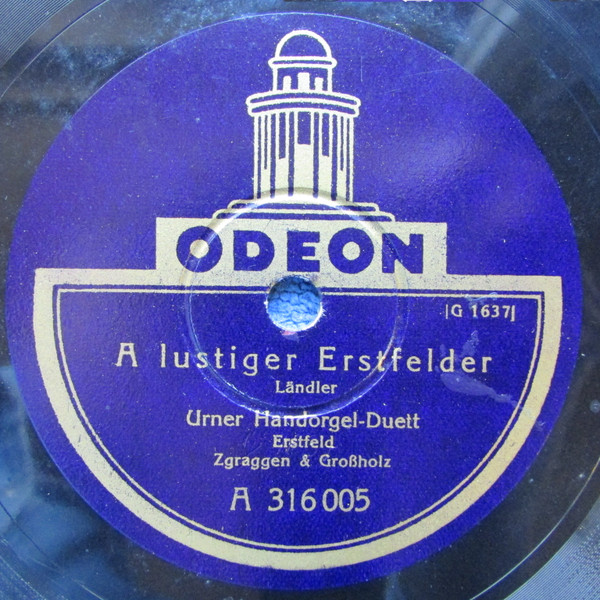 ODEON
|G 1637|
A lustiger Erstfelder
Ländler
Urner Handorgel-Duett
Erstfeld
Zgraggen & Großholz
A 316005